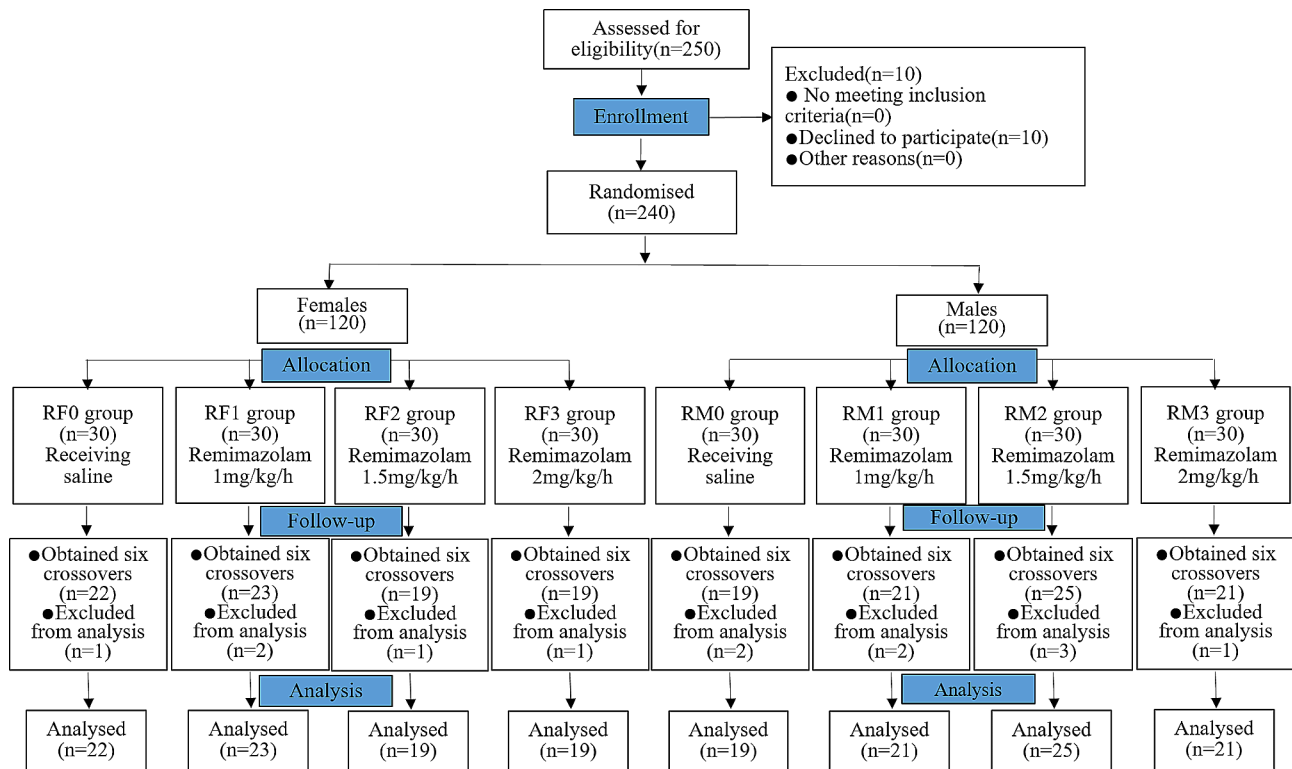 Assessed for
eligibility(n=250)
Excluded(n=10)
● No meeting inclusion
criteria(n=0)
●Declined to participate(n=10)
●Other reasons(n=0)
Enrollment
Randomised
(n=240)
Females
(n=120)
Males
(n=120)
Allocation
Allocation
RF0 group
(n=30)
Receiving
saline
RF1 group
(n=30)
Remimazolam
1mg/kg/h
RF2 group
(n=30)
Remimazolam
1.5mg/kg/h
RF3 group
(n=30)
Remimazolam
2mg/kg/h
RM0 group
(n=30)
Receiving
saline
RM1 group
(n=30)
Remimazolam
1mg/kg/h
RM2 group
(n=30)
Remimazolam
1.5mg/kg/h
RM3 group
(n=30)
Remimazolam
2mg/kg/h
Follow-up
Follow-up
●Obtained six
crossovers
(n=22)
●Excluded
from analysis
(n=1)
●Obtained six
crossovers
(n=23)
●Excluded
from analysis
(n=2)
●Obtained six
crossovers
(n=19)
●Excluded
from analysis
(n=1)
●Obtained six
crossovers
(n=19)
●Excluded
from analysis
(n=1)
●Obtained six
crossovers
(n=19)
●Excluded
from analysis
(n=2)
●Obtained six
crossovers
(n=21)
●Excluded
from analysis
(n=2)
●Obtained six
crossovers
(n=25)
●Excluded
from analysis
(n=3)
●Obtained six
crossovers
(n=21)
●Excluded
from analysis
(n=1)
Analysis
Analysis
Analysed
(n=22)
Analysed
(n=23)
Analysed
(n=19)
Analysed
(n=19)
Analysed
(n=19)
Analysed
(n=21)
Analysed
(n=25)
Analysed
(n=21)